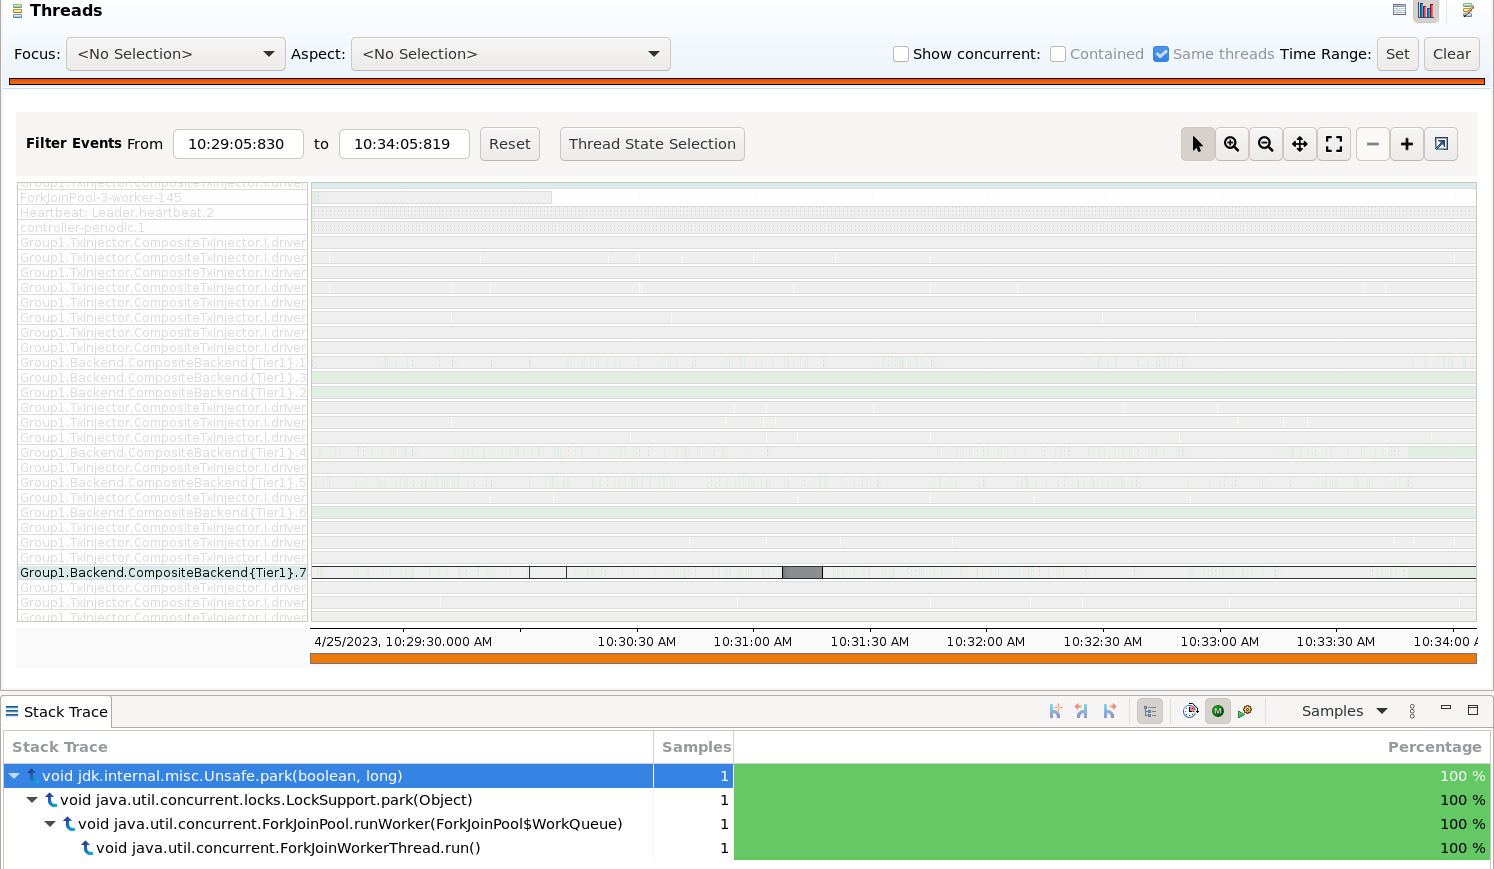 Threads
Focus: <No Selection> Aspect: <No Selection> Show concurrent: Contained Same threads Time Range: Set Clear
Filter Events From 10:29:05:830 to 10:34:05:819 Reset Thread State Selection
Group1.TxInjector.CompositeTxInjector.I.driver
ForkJoinPool-3-worker-145
Heartbeat: Leader.heartbeat.2
controller-periodic.1
Group1.TxInjector.CompositeTxInjector.I.driver
Group1.TxInjector.CompositeTxInjector.I.driver
Group1.TxInjector.CompositeTxInjector.I.driver
Group1.TxInjector.CompositeTxInjector.I.driver
Group1.TxInjector.CompositeTxInjector.I.driver
Group1.TxInjector.CompositeTxInjector.I.driver
Group1.TxInjector.CompositeTxInjector.I.driver
Group1.TxInjector.CompositeTxInjector.I.driver
Group1.Backend.CompositeBackend{Tier1}.1
Group1.Backend.CompositeBackend{Tier1}.3
Group1.Backend.CompositeBackend{Tier1}.2
Group1.TxInjector.CompositeTxInjector.I.driver
Group1.TxInjector.CompositeTxInjector.I.driver
Group1.TxInjector.CompositeTxInjector.I.driver
Group1.Backend.CompositeBackend{Tier1}.4
Group1.TxInjector.CompositeTxInjector.I.driver
Group1.Backend.CompositeBackend{Tier1}.5
Group1.TxInjector.CompositeTxInjector.I.driver
Group1.Backend.CompositeBackend{Tier1}.6
Group1.TxInjector.CompositeTxInjector.I.driver
Group1.TxInjector.CompositeTxInjector.I.driver
Group1.TxInjector.CompositeTxInjector.I.driver
Group1.Backend.CompositeBackend{Tier1}.7
Group1.TxInjector.CompositeTxInjector.I.driver
Group1.TxInjector.CompositeTxInjector.I.driver
Group1.TxInjector.CompositeTxInjector.I.driver
4/25/2023, 10:29:30.000 AM 10:30:30 AM 10:31:00 AM 10:31:30 AM 10:32:00 AM 10:32:30 AM 10:33:00 AM 10:33:30 AM 10:34:00
Stack Trace Samples
Stack Trace Samples Percentage
void jdk.internal.misc.Unsafe.park(boolean, long) 1 100 %
void java.util.concurrent.locks.LockSupport.park(Object) 1 100 %
void java.util.concurrent.ForkJoinPool.runWorker(ForkJoinPool$WorkQueue) 1 100 %
void java.util.concurrent.ForkJoinWorkerThread.run() 1 100 %